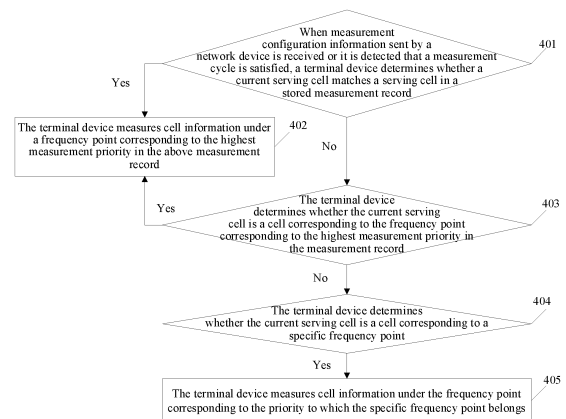 When measurement
configuration information sent by a
network device is received or it is detected that a measurement
cycle is satisfied, a terminal device determines whether a
current serving cell matches a serving cell in a
stored measurement record
401
Yes
The terminal device measures cell information under
a frequency point corresponding to the highest
measurement priority in the above measurement
record
402
No
The terminal device
determines whether the current serving
cell is a cell corresponding to the frequency point
corresponding to the highest measurement priority in
the measurement record
403
Yes
No
The terminal device determines
whether the current serving cell is a cell corresponding to a
specific frequency point
404
Yes
The terminal device measures cell information under the frequency point
corresponding to the priority to which the specific frequency point belongs
405